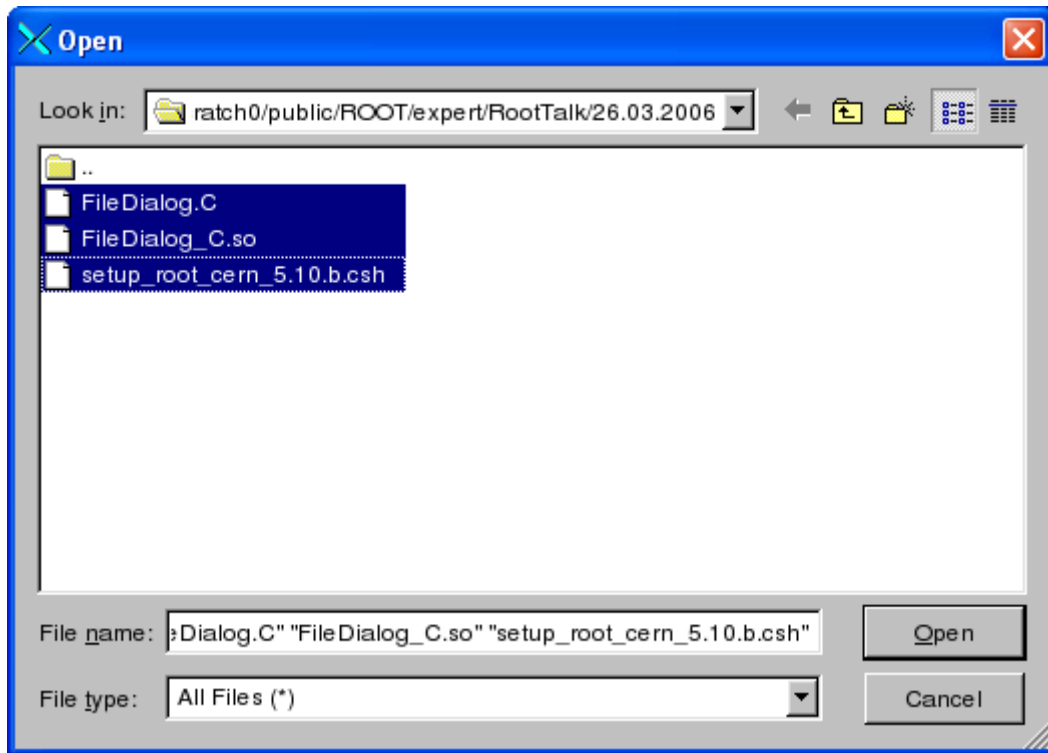 Open
Look in: ratch0/public/ROOT/expert/RootTalk/26.03.2006
..
FileDialog.C
FileDialog_C.so
setup_root_cern_5.10.b.csh
File name: eDialog.C" "FileDialog_C.so" "setup_root_cern_5.10.b.csh" Open
File type: All Files (*) Cancel